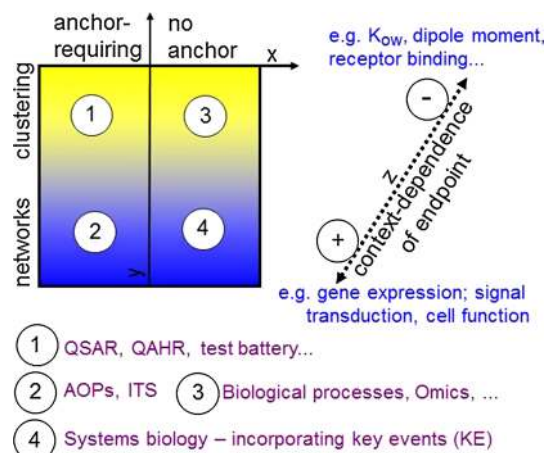 anchor-
requiring
no
anchor
x
clustering
networks
y
1
3
2
4
e.g. Kow, dipole moment,
receptor binding...
-
z
context-dependence
of endpoint
+
e.g. gene expression; signal
transduction, cell function
1 QSAR, QAHR, test battery...
2 AOPs, ITS 3 Biological processes, Omics, ...
4 Systems biology – incorporating key events (KE)